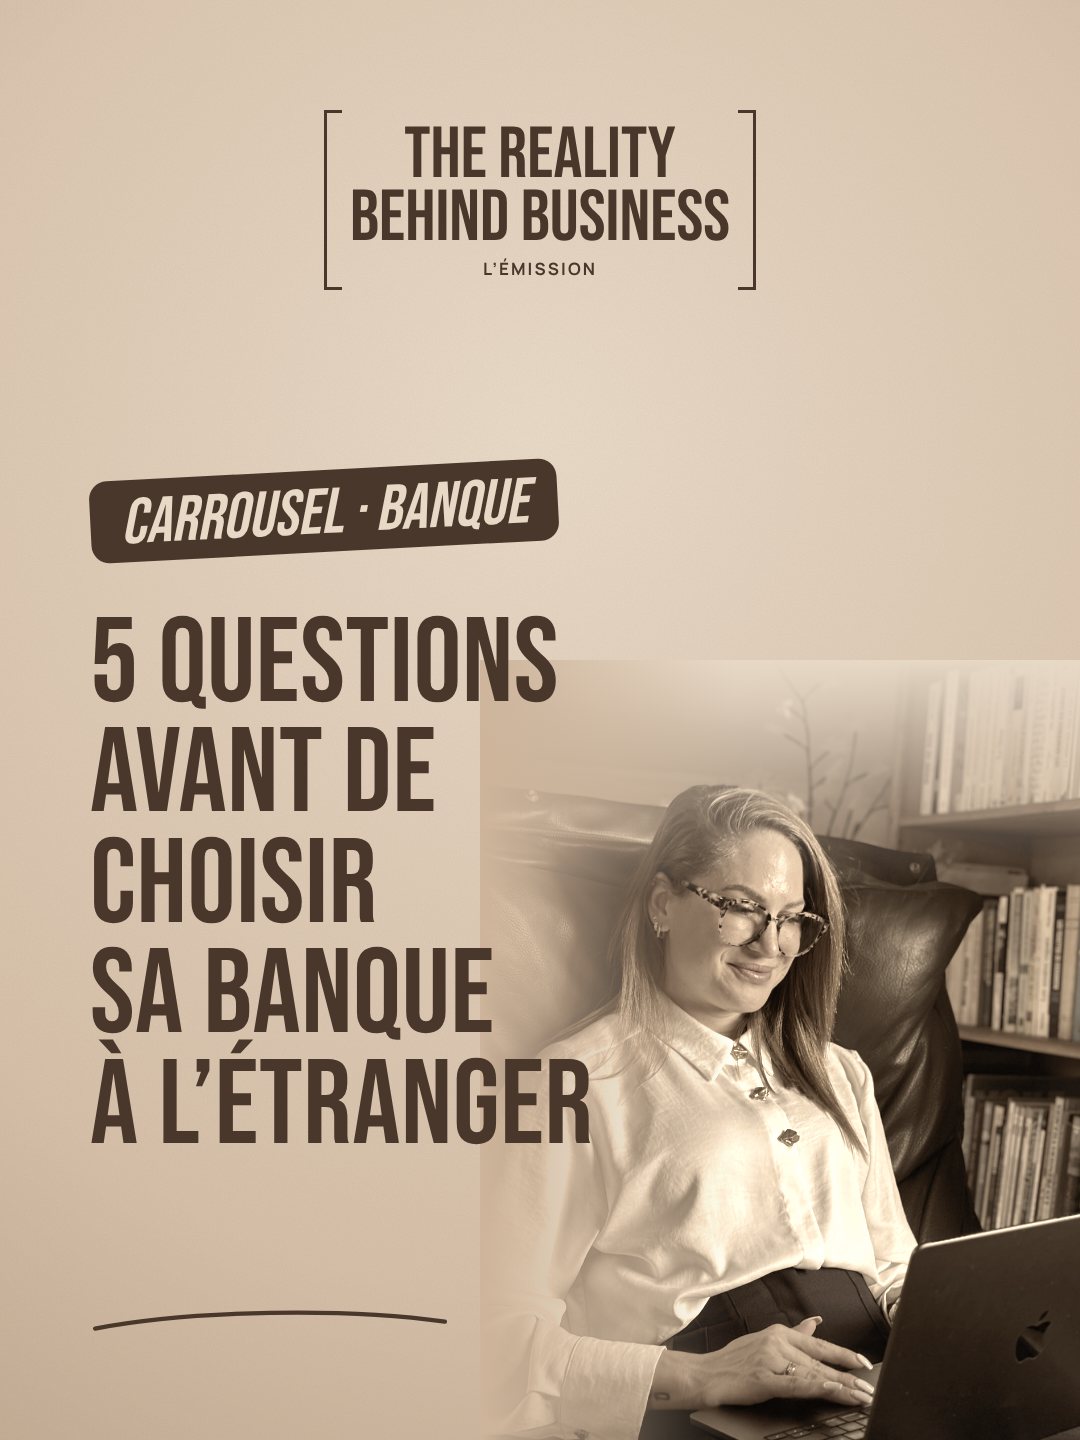 THE REALITY
BEHIND BUSINESS
L’ÉMISSION
CARROUSEL · BANQUE
5 QUESTIONS
AVANT DE
CHOISIR
SA BANQUE
À L’ÉTRANGER